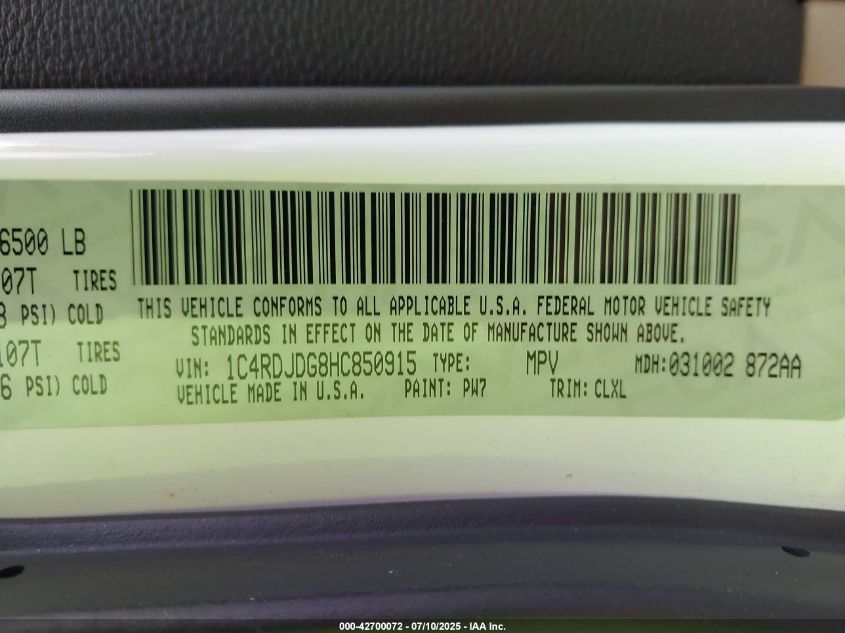 6500 LB
07T TIRES
PSI) COLD
107T TIRES
6 PSI) COLD
THIS VEHICLE CONFORMS TO ALL APPLICABLE U.S.A. FEDERAL MOTOR VEHICLE SAFETY
STANDARDS IN EFFECT ON THE DATE OF MANUFACTURE SHOWN ABOVE.
VIN: 1C4RDJDG8HC850915 TYPE: MPV MDH:031002 872AA
VEHICLE MADE IN U.S.A. PAINT: PW7 TRIM: CLXL
000-42700072 - 07/10/2025 - IAA Inc.